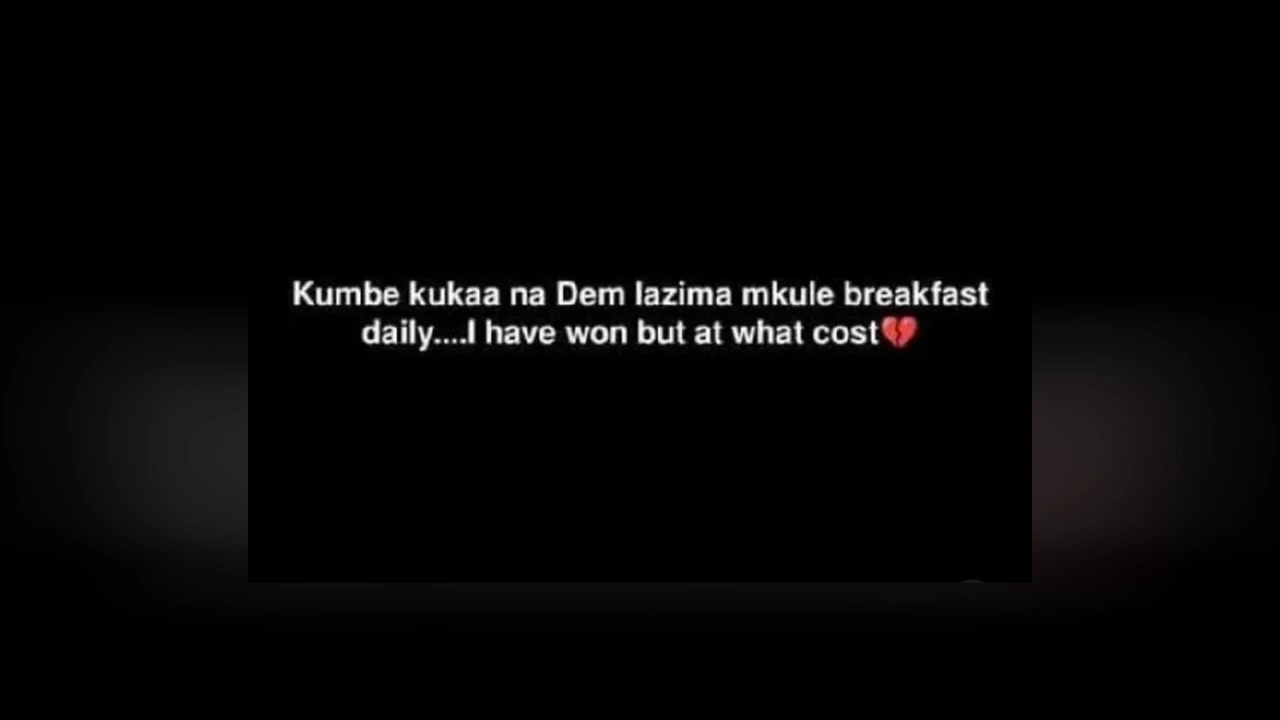 Kumbe kukaa na Dem lazima mkule breakfast
daily....I have won but at what cost💔